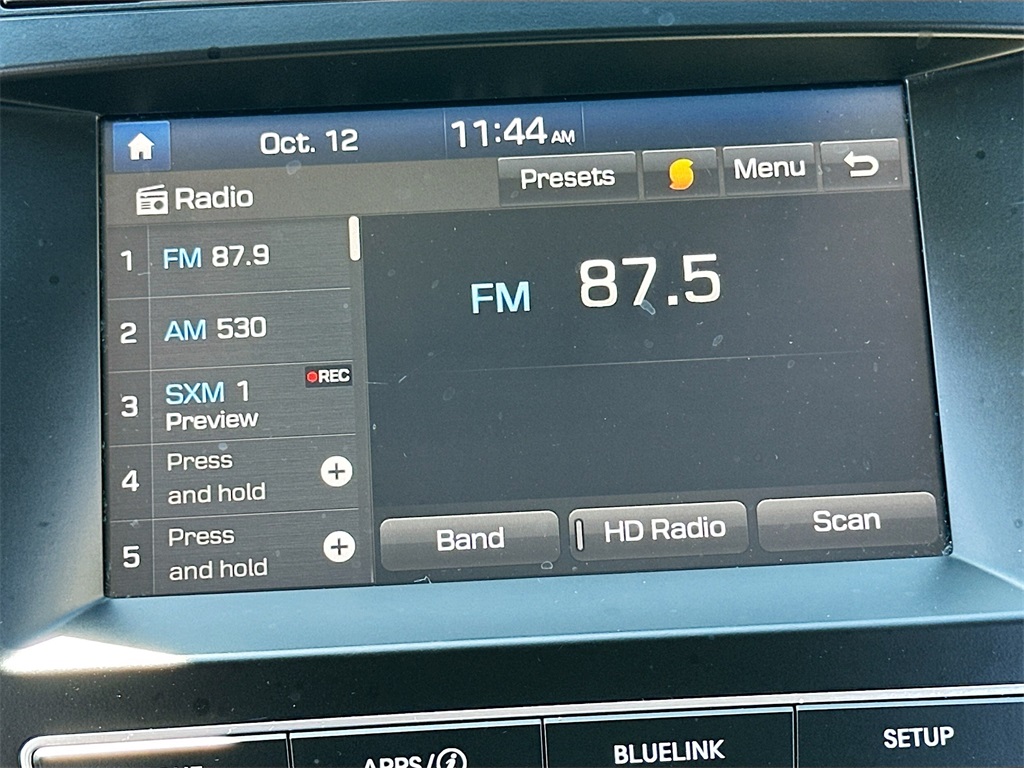 Oct. 12
11:44 AM
Radio
Presets
Menu
1 FM 87.9
2 AM 530
3 SXM 1
REC
Preview
4 Press
and hold
5 Press
and hold
FM 87.5
Band
HD Radio
Scan
APPS/i
BLUELINK
SETUP